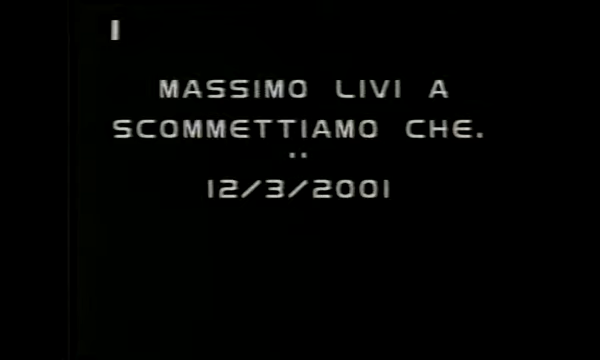 MASSIMO LIVI A
SCOMMETTIAMO CHE.
..
12/3/2001